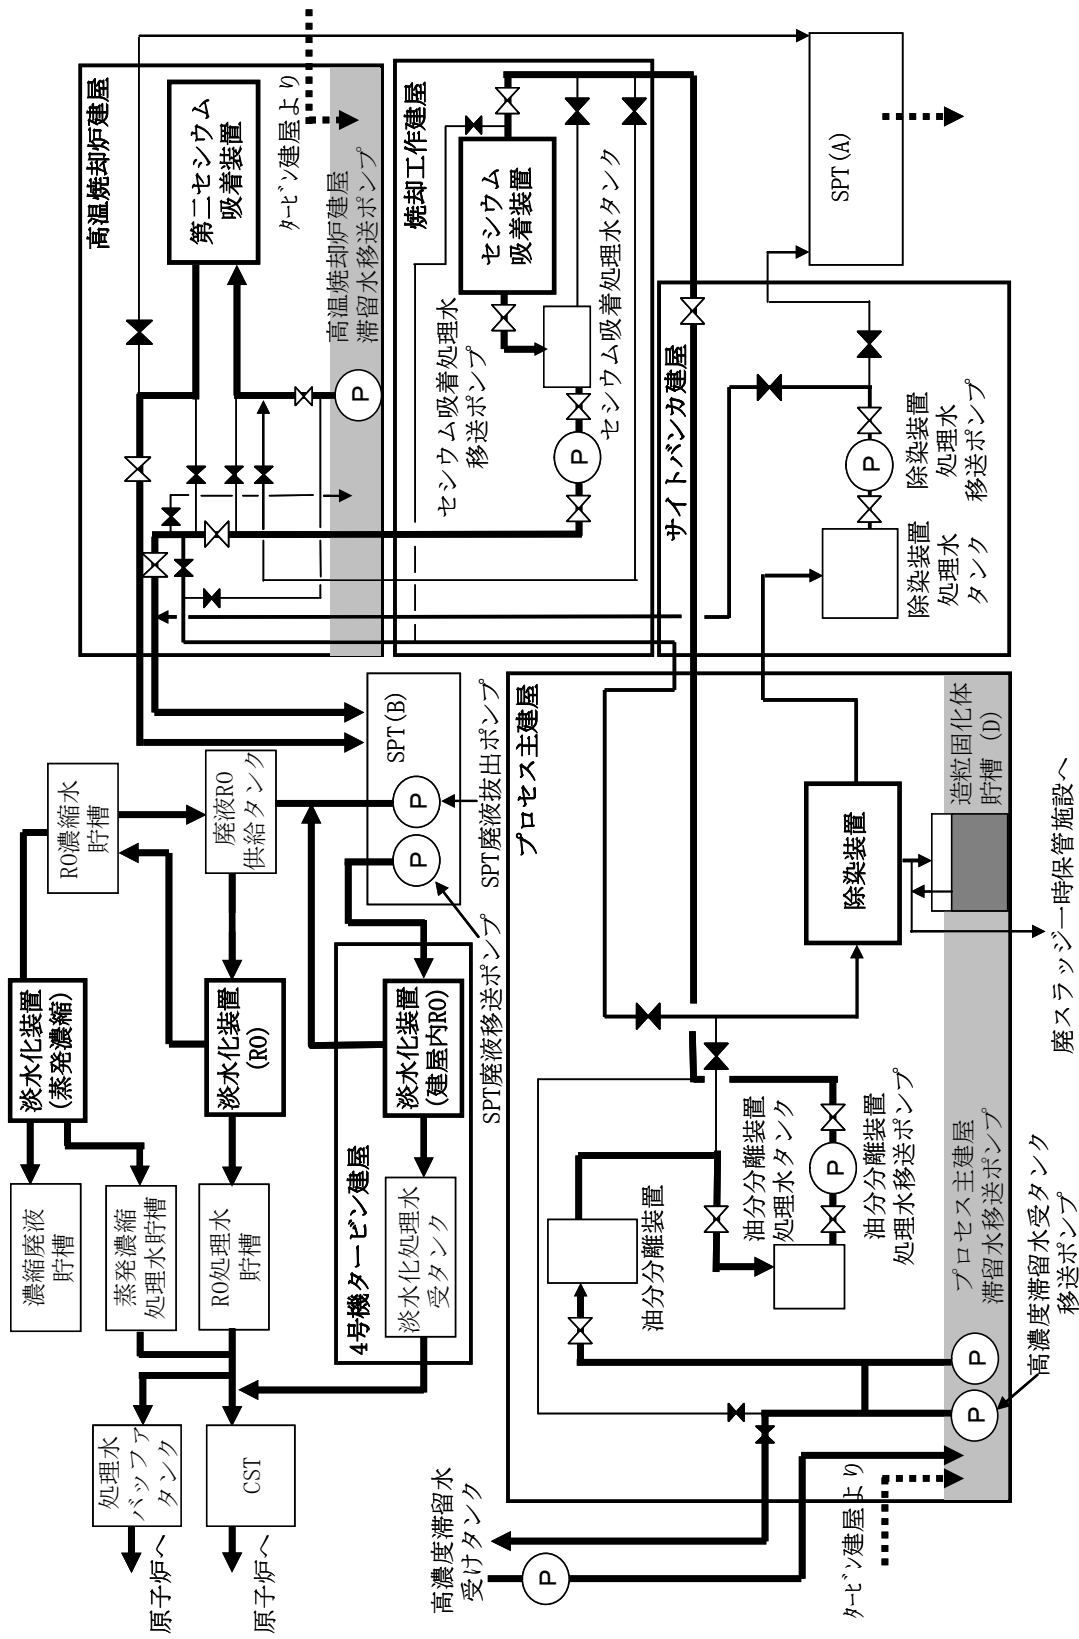 原子炉へ
原子炉へ
処理水
バッファ
タンク
CST
濃縮廃液
貯槽
蒸発濃縮
処理水貯槽
RO処理水
貯槽
淡水化装置
(蒸発濃縮)
淡水化装置
(RO)
RO濃縮水
貯槽
廃液RO
供給タンク
4号機タービン建屋
淡水化処理水
受タンク
淡水化装置
(建屋内RO)
SPT(B)
P
P
SPT廃液抜出ポンプ
SPT廃液移送ポンプ
高温焼却炉建屋
第二セシウム
吸着装置
タービン建屋より
高温焼却炉建屋
滞留水移送ポンプ
P
焼却工作建屋
セシウム
吸着装置
セシウム吸着処理水
移送ポンプ
P
セシウム吸着処理水タンク
サイトバンカ建屋
除染装置
処理水
タンク
P
除染装置
処理水
移送ポンプ
SPT(A)
高濃度滞留水
受けタンク
P
プロセス主建屋
油分分離装置
油分分離装置
処理水タンク
P
油分分離装置
処理水移送ポンプ
除染装置
造粒固化体
貯槽(D)
P
P
プロセス主建屋
滞留水移送ポンプ
タービン建屋より
高濃度滞留水受タンク
移送ポンプ
廃スラッジ一時保管施設へ